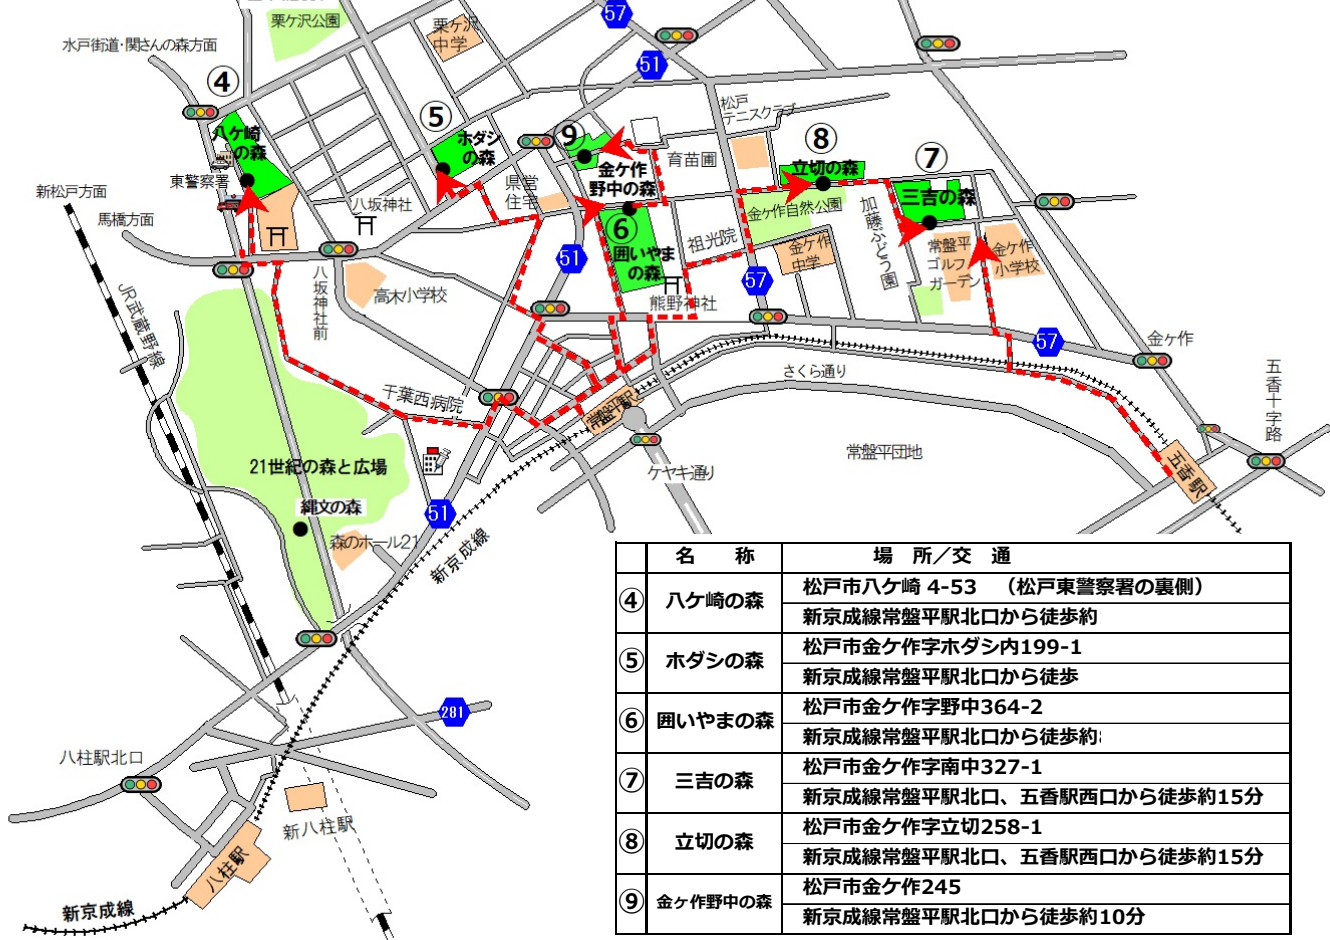 栗ケ沢公園
栗ケ沢
中学
57
水戸街道・関さんの森方面
51
④
⑤
⑨
⑧
⑦
松戸
テニスクラブ
八ケ崎
の森
ホダシ
の森
育苗圃
立切の森
金ケ作
野中の森
東警察署
県営
住宅
三吉の森
新松戸方面
馬橋方面
八坂神社
金ケ作自然公園
加藤ぶどう園
⑥
祖光院
囲いやま
の森
金ケ作
中学
常盤平
ゴルフ
ガーデン
金ケ作
小学校
51
57
JR武蔵野線
八坂神社前
高木小学校
熊野神社
57
金ヶ作
さくら通り
五香十字路
千葉西病院
常盤平駅
常盤平団地
21世紀の森と広場
ケヤキ通り
五香駅
縄文の森
51
森のホール21
新京成線
281
八柱駅北口
新八柱駅
八柱駅
新京成線
名 称 場 所／交 通
④ 八ケ崎の森 松戸市八ケ崎 4-53 （松戸東警察署の裏側）
新京成線常盤平駅北口から徒歩約
⑤ ホダシの森 松戸市金ケ作字ホダシ内199-1
新京成線常盤平駅北口から徒歩
⑥ 囲いやまの森 松戸市金ケ作字野中364-2
新京成線常盤平駅北口から徒歩約
⑦ 三吉の森 松戸市金ケ作字南中327-1
新京成線常盤平駅北口、五香駅西口から徒歩約15分
⑧ 立切の森 松戸市金ケ作字立切258-1
新京成線常盤平駅北口、五香駅西口から徒歩約15分
⑨ 金ヶ作野中の森 松戸市金ケ作245
新京成線常盤平駅北口から徒歩約10分